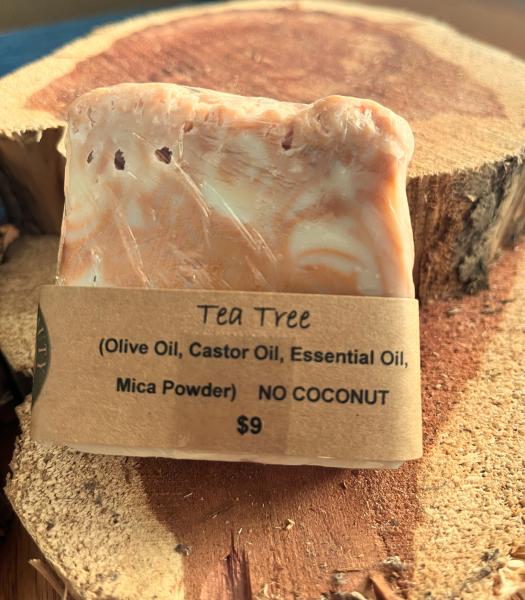 Tea Tree
(Olive Oil, Castor Oil, Essential Oil,
Mica Powder) NO COCONUT
$9